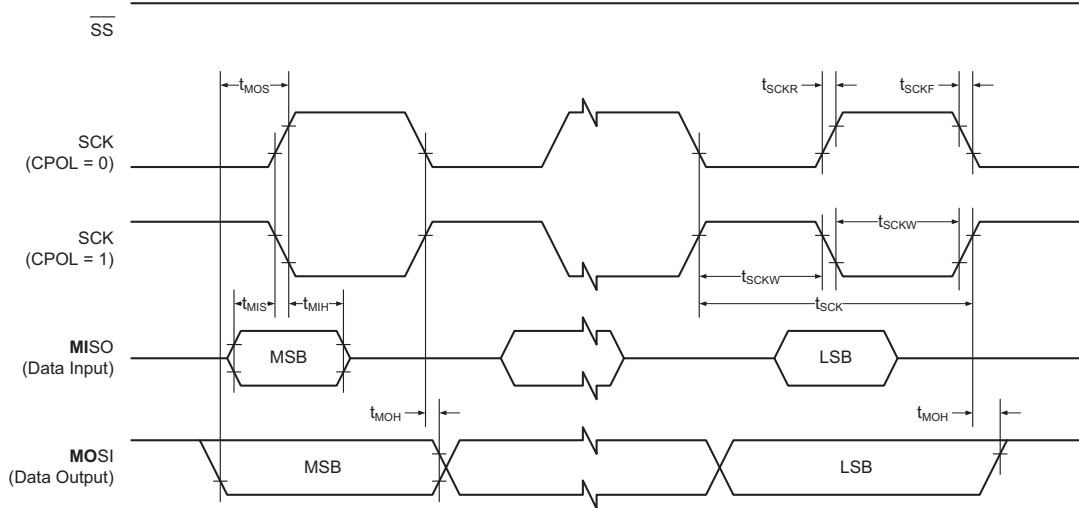 SS
tMOS
tSCKR
tSCKF
SCK
(CPOL = 0)
SCK
(CPOL = 1)
tSCKW
tSCKW
tSCK
tMIS
tMIH
MISO
(Data Input)
MSB
LSB
tMOH
tMOH
MOSI
(Data Output)
MSB
LSB